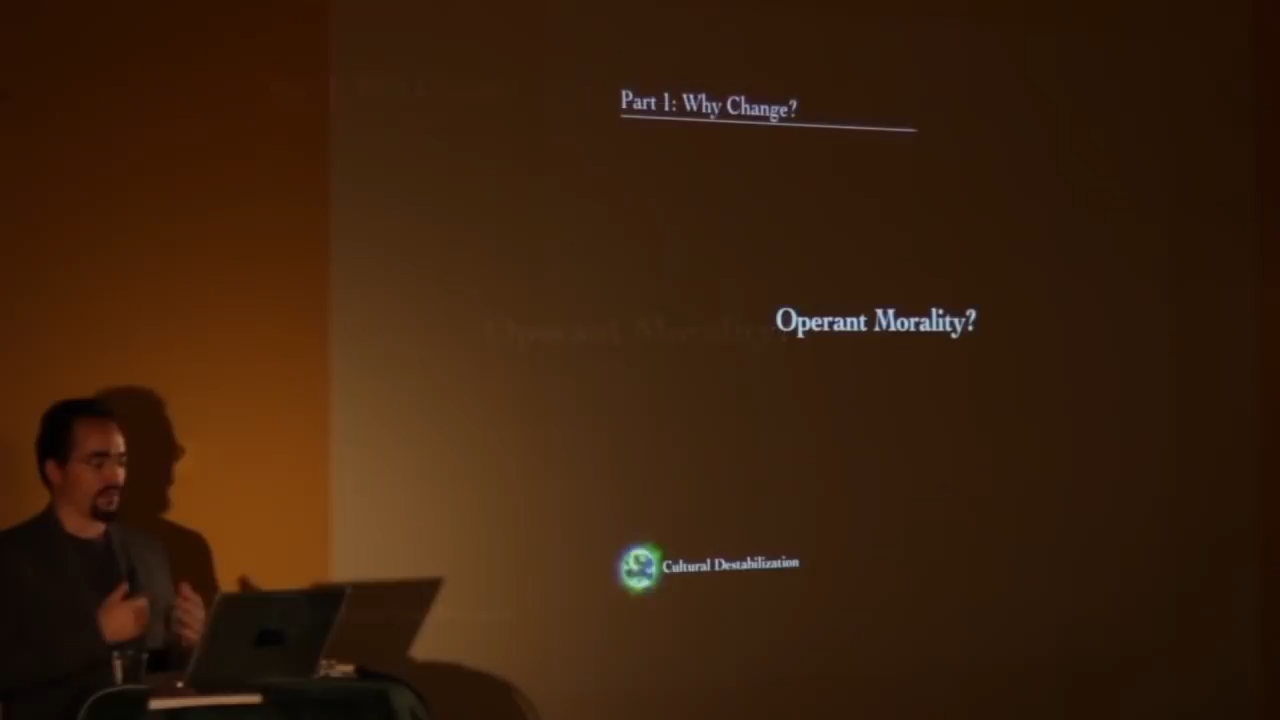 Part 1: Why Change?
Operant Morality?
Cultural Destabilization